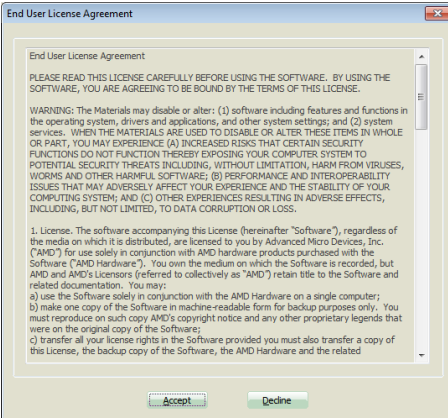 End User License Agreement
End User License Agreement
PLEASE READ THIS LICENSE CAREFULLY BEFORE USING THE SOFTWARE.  BY USING THE
SOFTWARE, YOU ARE AGREEING TO BE BOUND BY THE TERMS OF THIS LICENSE.
WARNING: The Materials may disable or alter: (1) software including features and functions in
the operating system, drivers and applications, and other system settings; and (2) system
services.  WHEN THE MATERIALS ARE USED TO DISABLE OR ALTER THESE ITEMS IN WHOLE
OR PART, YOU MAY EXPERIENCE (A) INCREASED RISKS THAT CERTAIN SECURITY
FUNCTIONS DO NOT FUNCTION THEREBY EXPOSING YOUR COMPUTER SYSTEM TO
POTENTIAL SECURITY THREATS INCLUDING, WITHOUT LIMITATION, HARM FROM VIRUSES,
WORMS AND OTHER HARMFUL SOFTWARE; (B) PERFORMANCE AND INTEROPERABILITY
ISSUES THAT MAY ADVERSELY AFFECT YOUR EXPERIENCE AND THE STABILITY OF YOUR
COMPUTING SYSTEM; AND (C) OTHER EXPERIENCES RESULTING IN ADVERSE EFFECTS,
INCLUDING, BUT NOT LIMITED, TO DATA CORRUPTION OR LOSS.
1. License. The software accompanying this License (hereinafter "Software"), regardless of
the media on which it is distributed, are licensed to you by Advanced Micro Devices, Inc.
("AMD") for use solely in conjunction with AMD hardware products purchased with the
Software ("AMD Hardware").  You own the medium on which the Software is recorded, but
AMD and AMD's Licensors (referred to collectively as "AMD") retain title to the Software and
related documentation. You may:
a) use the Software solely in conjunction with the AMD Hardware on a single computer;
b) make one copy of the Software in machine-readable form for backup purposes only.  You
must reproduce on such copy AMD's copyright notice and any other proprietary legends that
were on the original copy of the Software;
c) transfer all your license rights in the Software provided you must also transfer a copy of
this License, the backup copy of the Software, the AMD Hardware and the related
Accept Decline